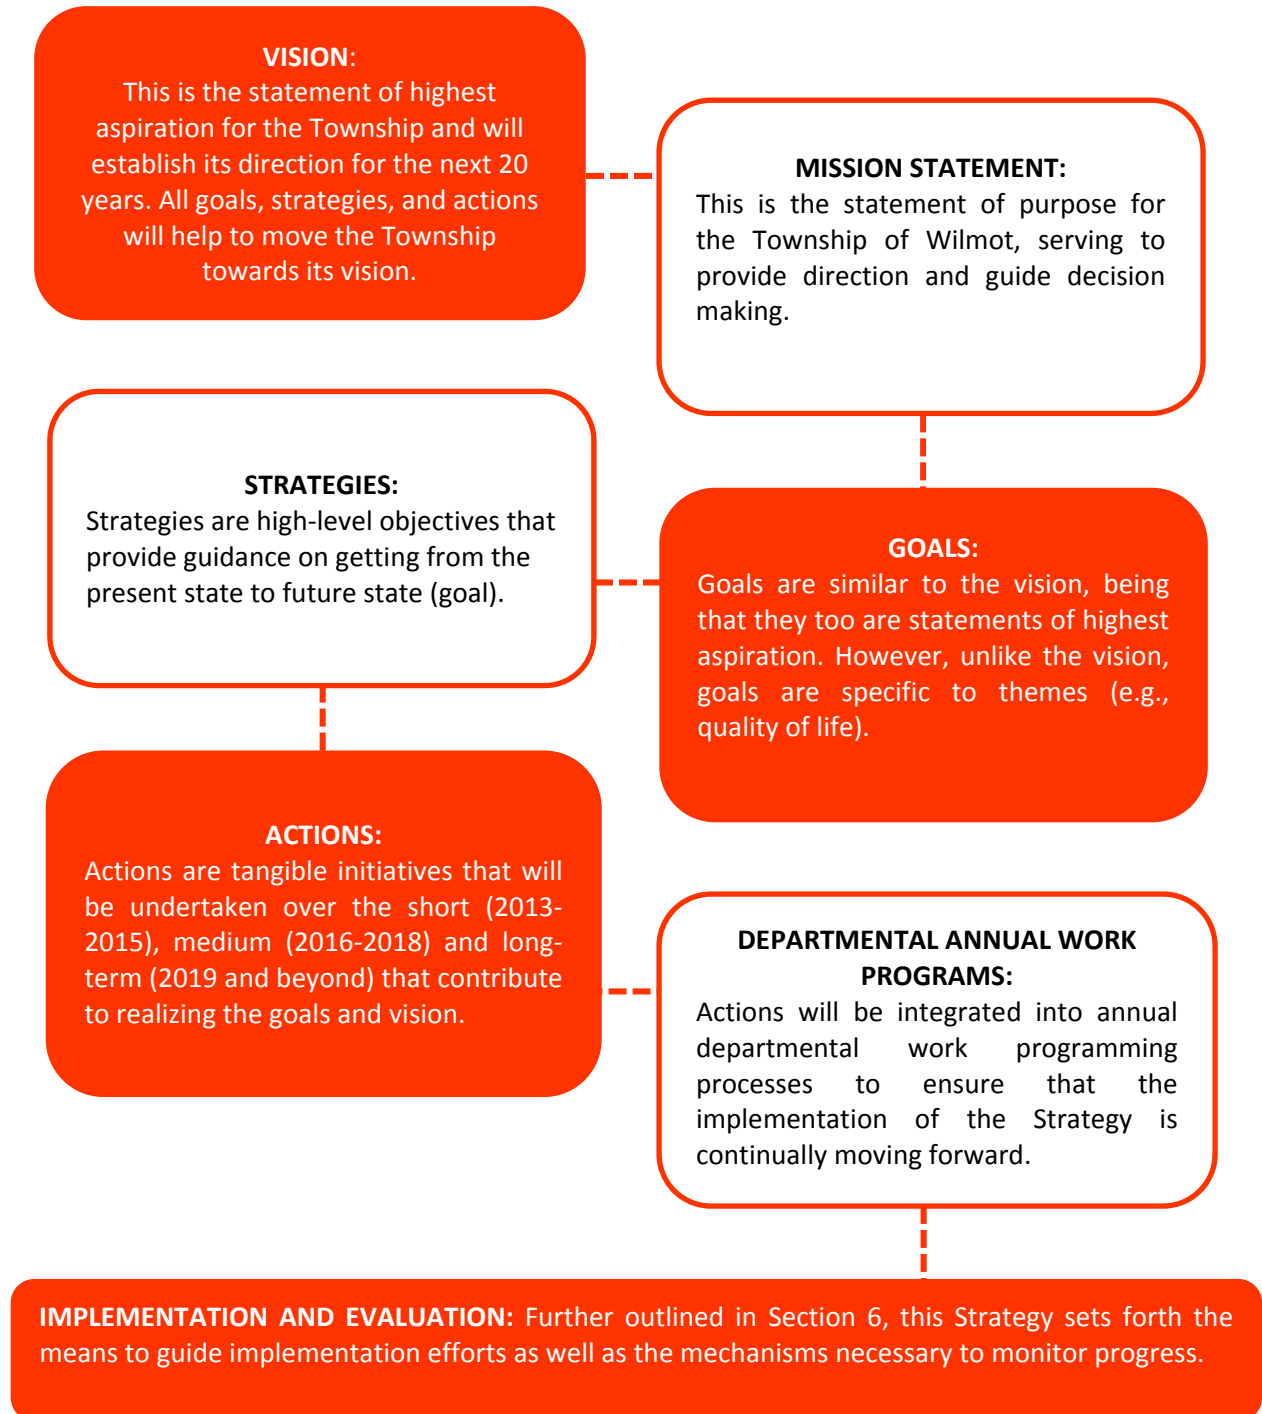 VISION:
This is the statement of highest
aspiration for the Township and will
establish its direction for the next 20
years. All goals, strategies, and actions
will help to move the Township
towards its vision.
MISSION STATEMENT:
This is the statement of purpose for
the Township of Wilmot, serving to
provide direction and guide decision
making.
GOALS:
Goals are similar to the vision, being
that they too are statements of highest
aspiration. However, unlike the vision,
goals are specific to themes (e.g.,
quality of life).
STRATEGIES:
Strategies are high-level objectives that
provide guidance on getting from the
present state to future state (goal).
ACTIONS:
Actions are tangible initiatives that will
be undertaken over the short (2013-
2015), medium (2016-2018) and long-
term (2019 and beyond) that contribute
to realizing the goals and vision.
DEPARTMENTAL ANNUAL WORK
PROGRAMS:
Actions will be integrated into annual
departmental work programming
processes to ensure that the
implementation of the Strategy is
continually moving forward.
IMPLEMENTATION AND EVALUATION: Further outlined in Section 6, this Strategy sets forth the
means to guide implementation efforts as well as the mechanisms necessary to monitor progress.